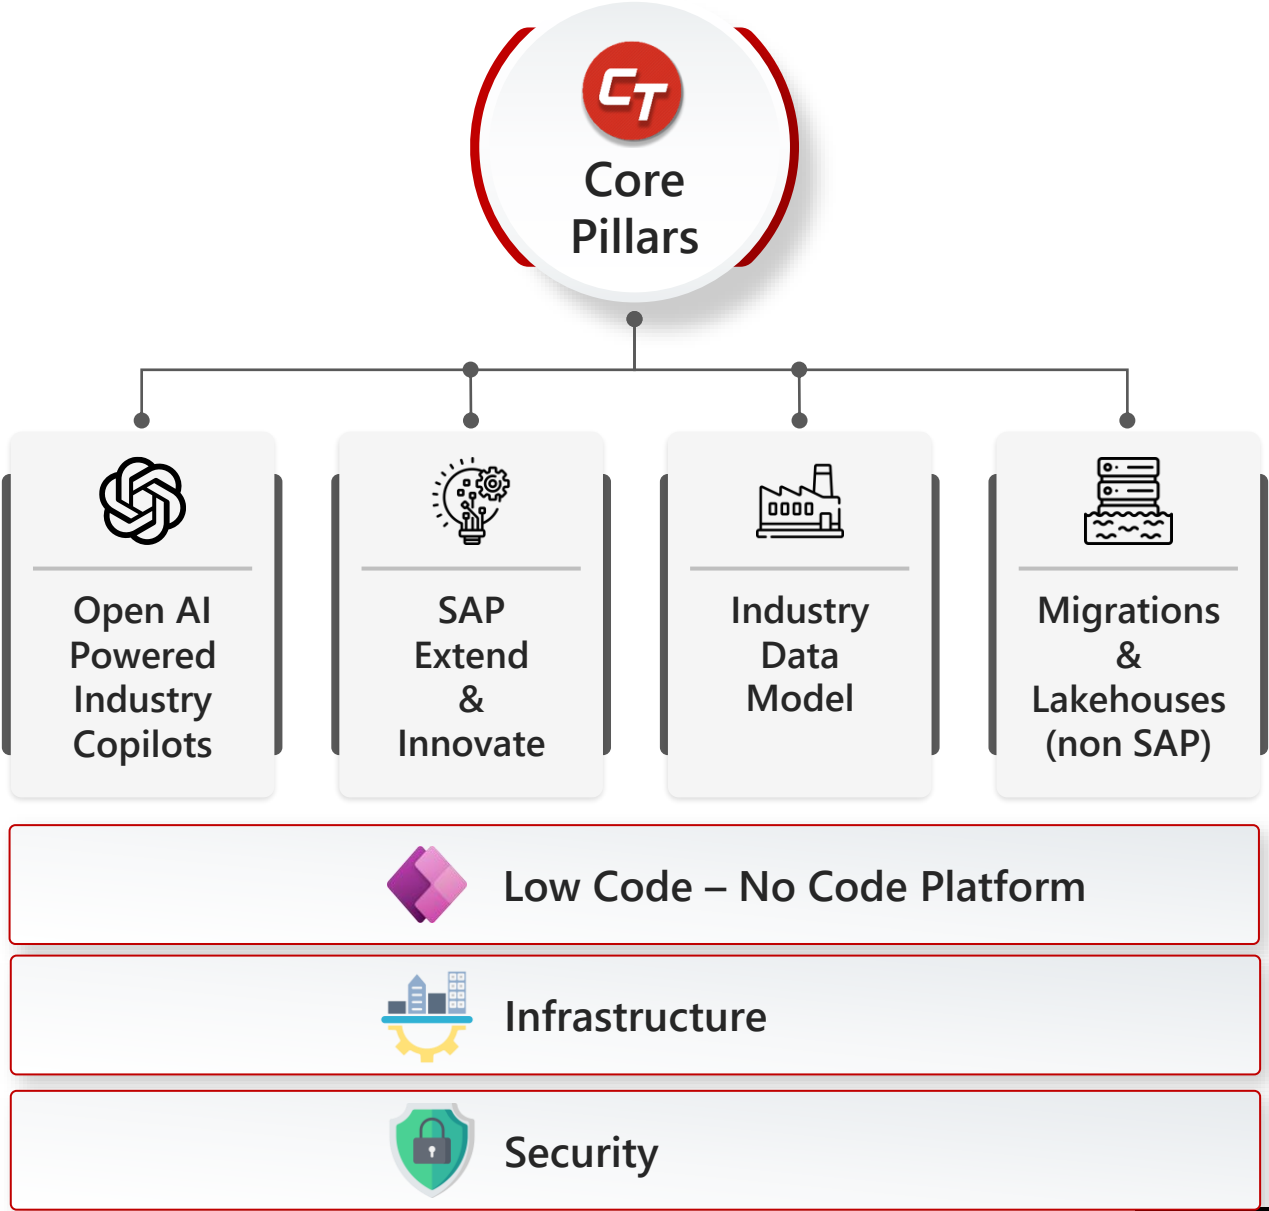 CT
Core
Pillars
Open AI
Powered
Industry
Copilots
SAP
Extend
&
Innovate
Industry
Data
Model
Migrations
&
Lakehouses
(non SAP)
Low Code – No Code Platform
Infrastructure
Security